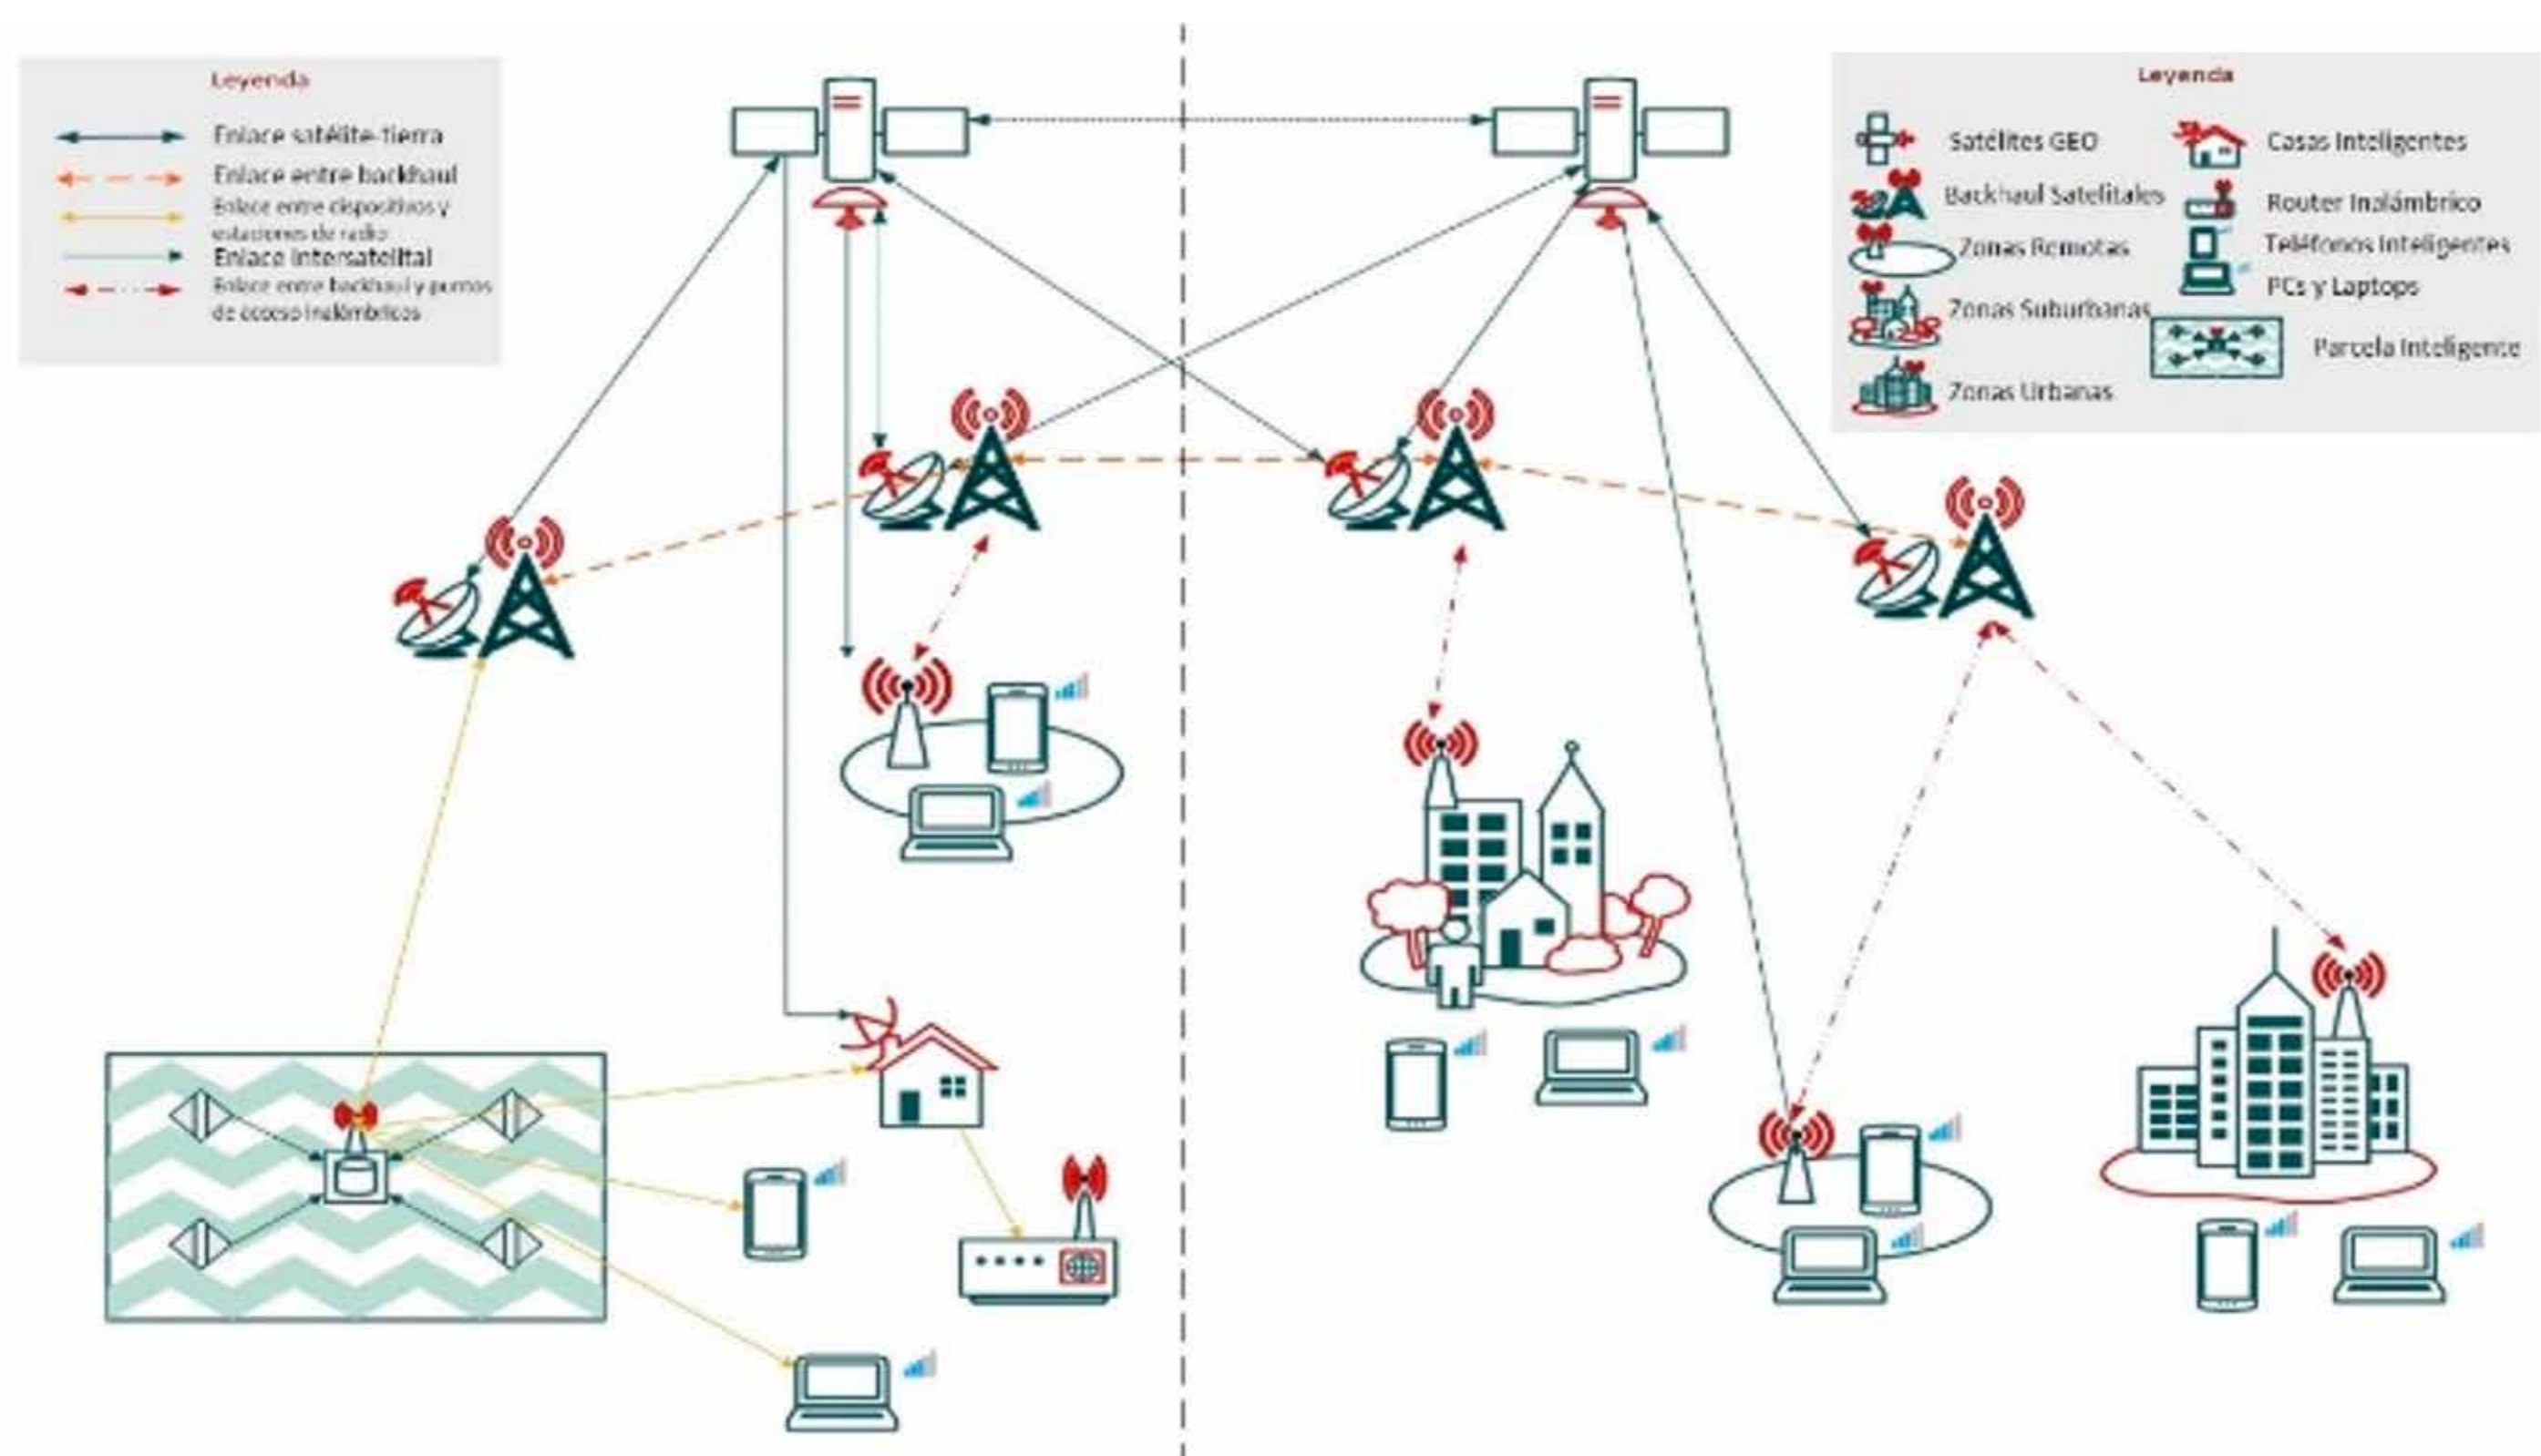 Leyenda
Enlace satélite-tierra
Enlace entre backhaul
Enlace entre dispositivos y
estaciones de radio
Enlace intersatelital
Enlace entre backhaul y puntos
de acceso inalámbricos
Leyenda
Satélites GEO
Backhaul Satelitales
Zonas Remotas
Zonas Suburbanas
Zonas Urbanas
Casas Inteligentes
Router Inalámbrico
Teléfonos Inteligentes
PCs y Laptops
Parcela Inteligente